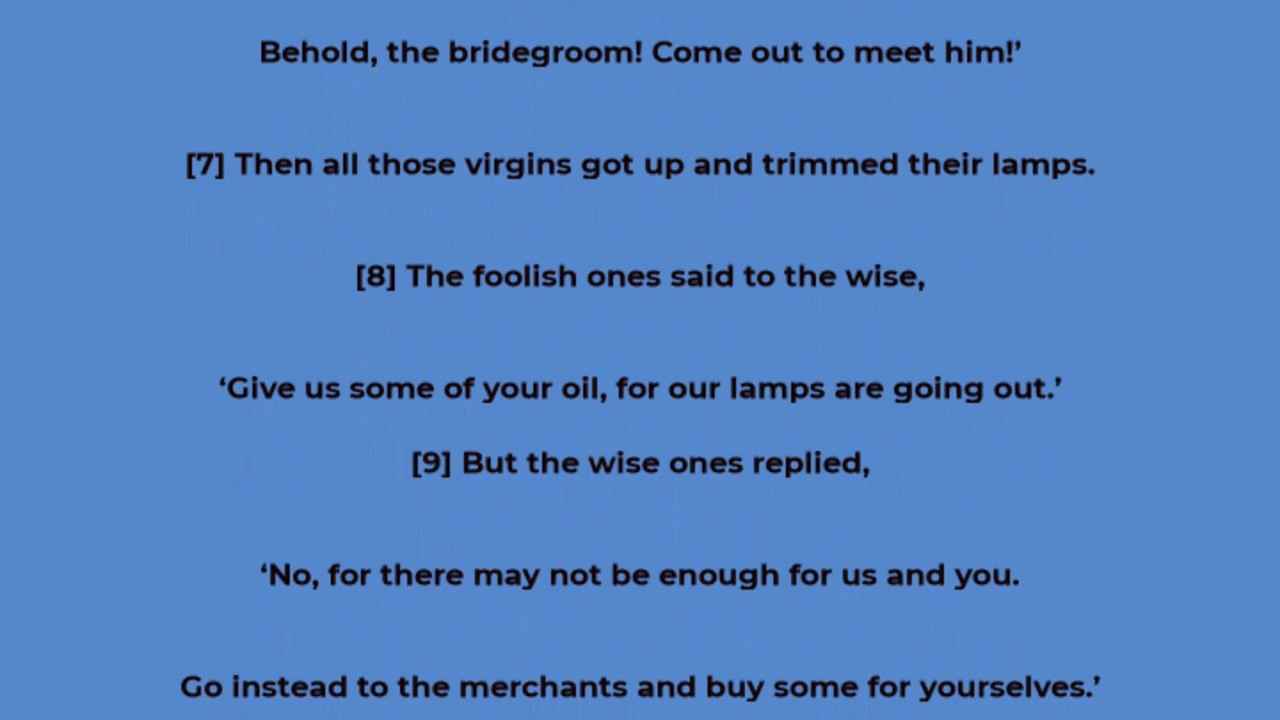 Behold, the bridegroom! Come out to meet him!’
[7] Then all those virgins got up and trimmed their lamps.
[8] The foolish ones said to the wise,
‘Give us some of your oil, for our lamps are going out.’
[9] But the wise ones replied,
‘No, for there may not be enough for us and you.
Go instead to the merchants and buy some for yourselves.’